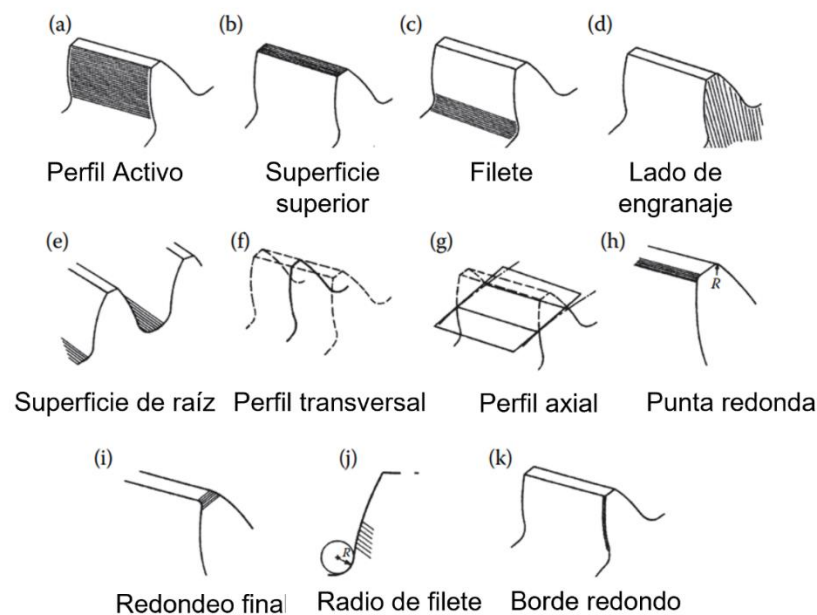 (a) (b) (c) (d)
Perfil Activo
Superficie
superior
Filete
Lado de
engranaje
(e) (f) (g) (h)
R
Superficie de raíz
Perfil transversal
Perfil axial
Punta redonda
(i) (j) (k)
R
Redondeo final
Radio de filete
Borde redondo